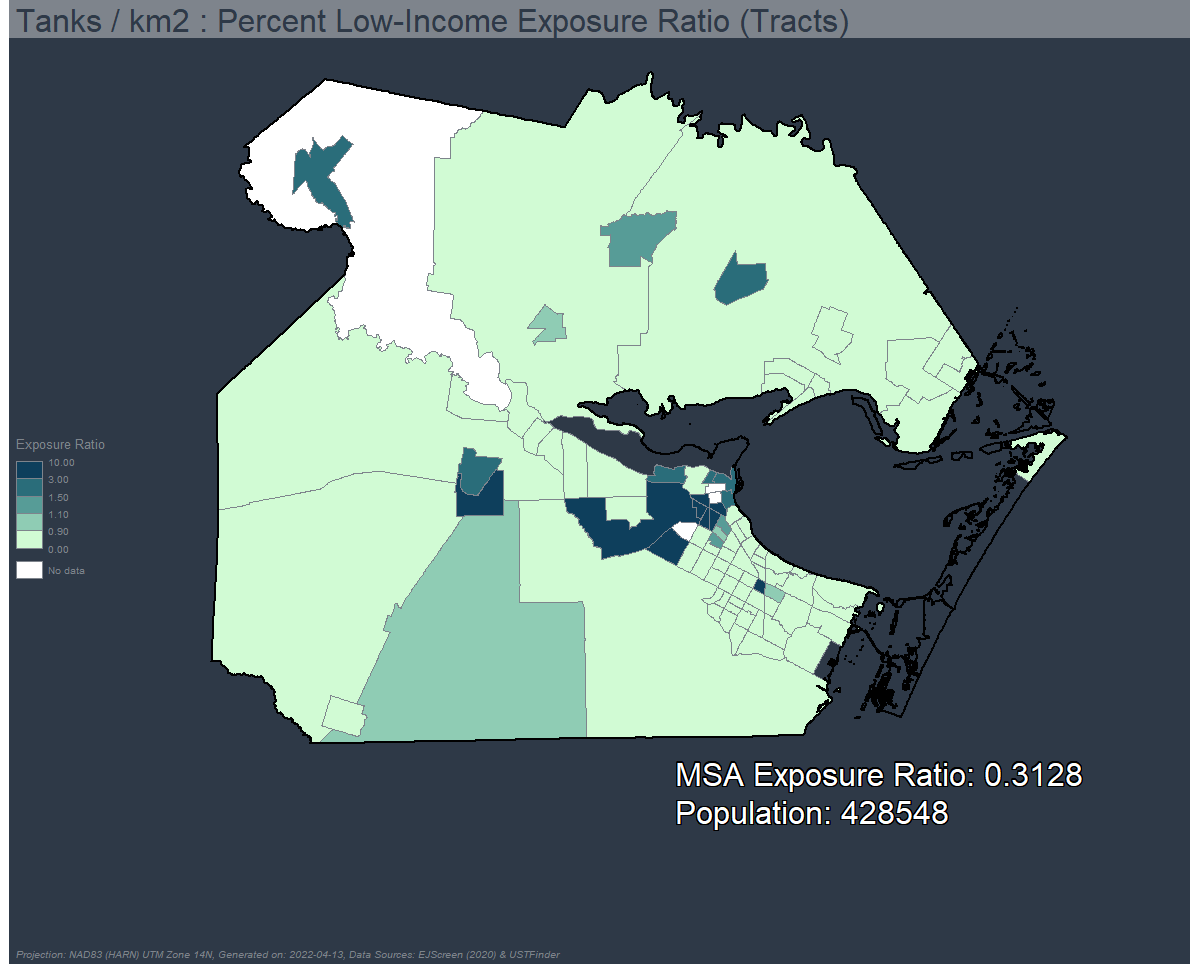 Tanks / km2 : Percent Low-Income Exposure Ratio (Tracts)
Exposure Ratio
10.00
3.00
1.50
1.10
0.90
0.00
No data
MSA Exposure Ratio: 0.3128
Population: 428548
Projection: NAD83 (HARN) UTM Zone 14N, Generated on: 2022-04-13, Data Sources: EJScreen (2020) & USTFinder